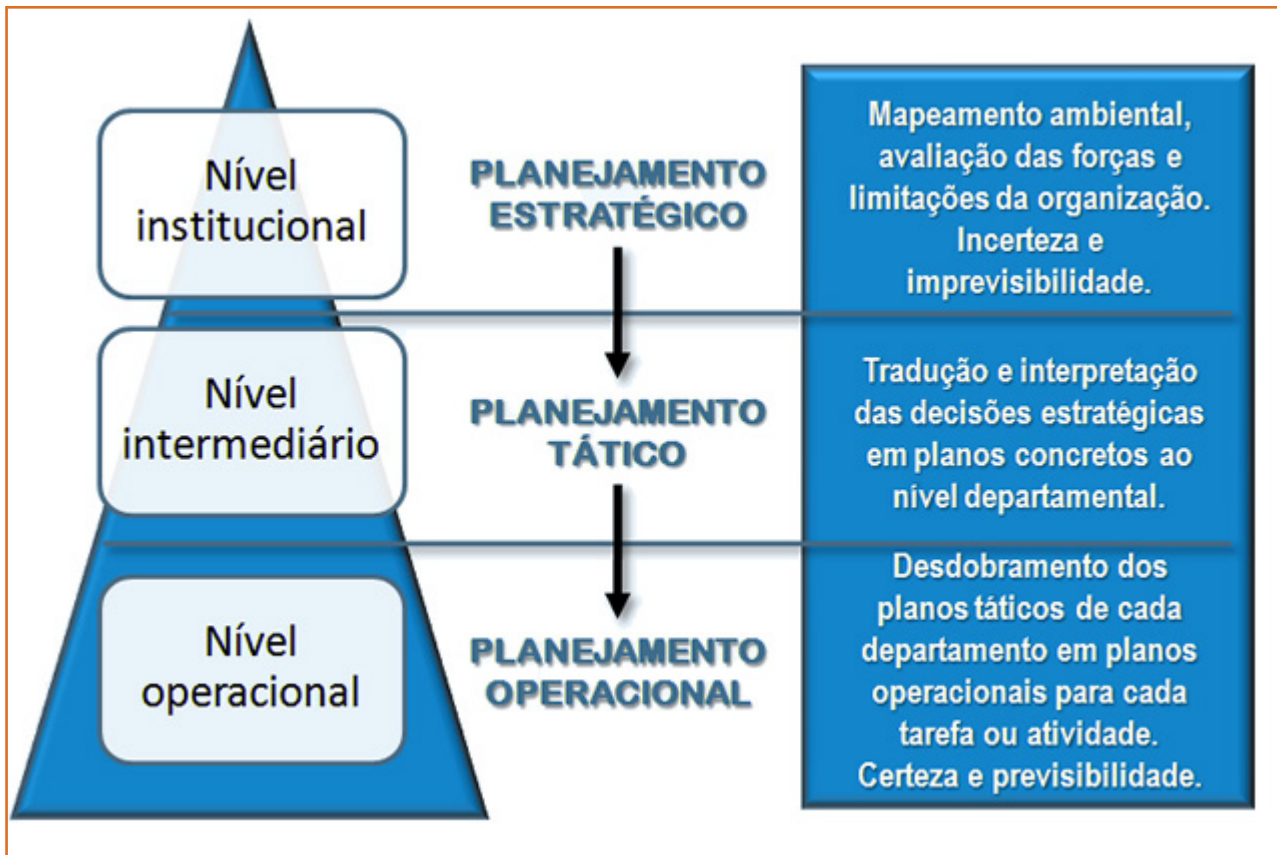 Nível
institucional
PLANEJAMENTO
ESTRATÉGICO
Mapeamento ambiental,
avaliação das forças e
limitações da organização.
Incerteza e
imprevisibilidade.
Nível
intermediário
PLANEJAMENTO
TÁTICO
Tradução e interpretação
das decisões estratégicas
em planos concretos ao
nível departamental.
Nível
operacional
PLANEJAMENTO
OPERACIONAL
Desdobramento dos
planos táticos de cada
departamento em planos
operacionais para cada
tarefa ou atividade.
Certeza e previsibilidade.